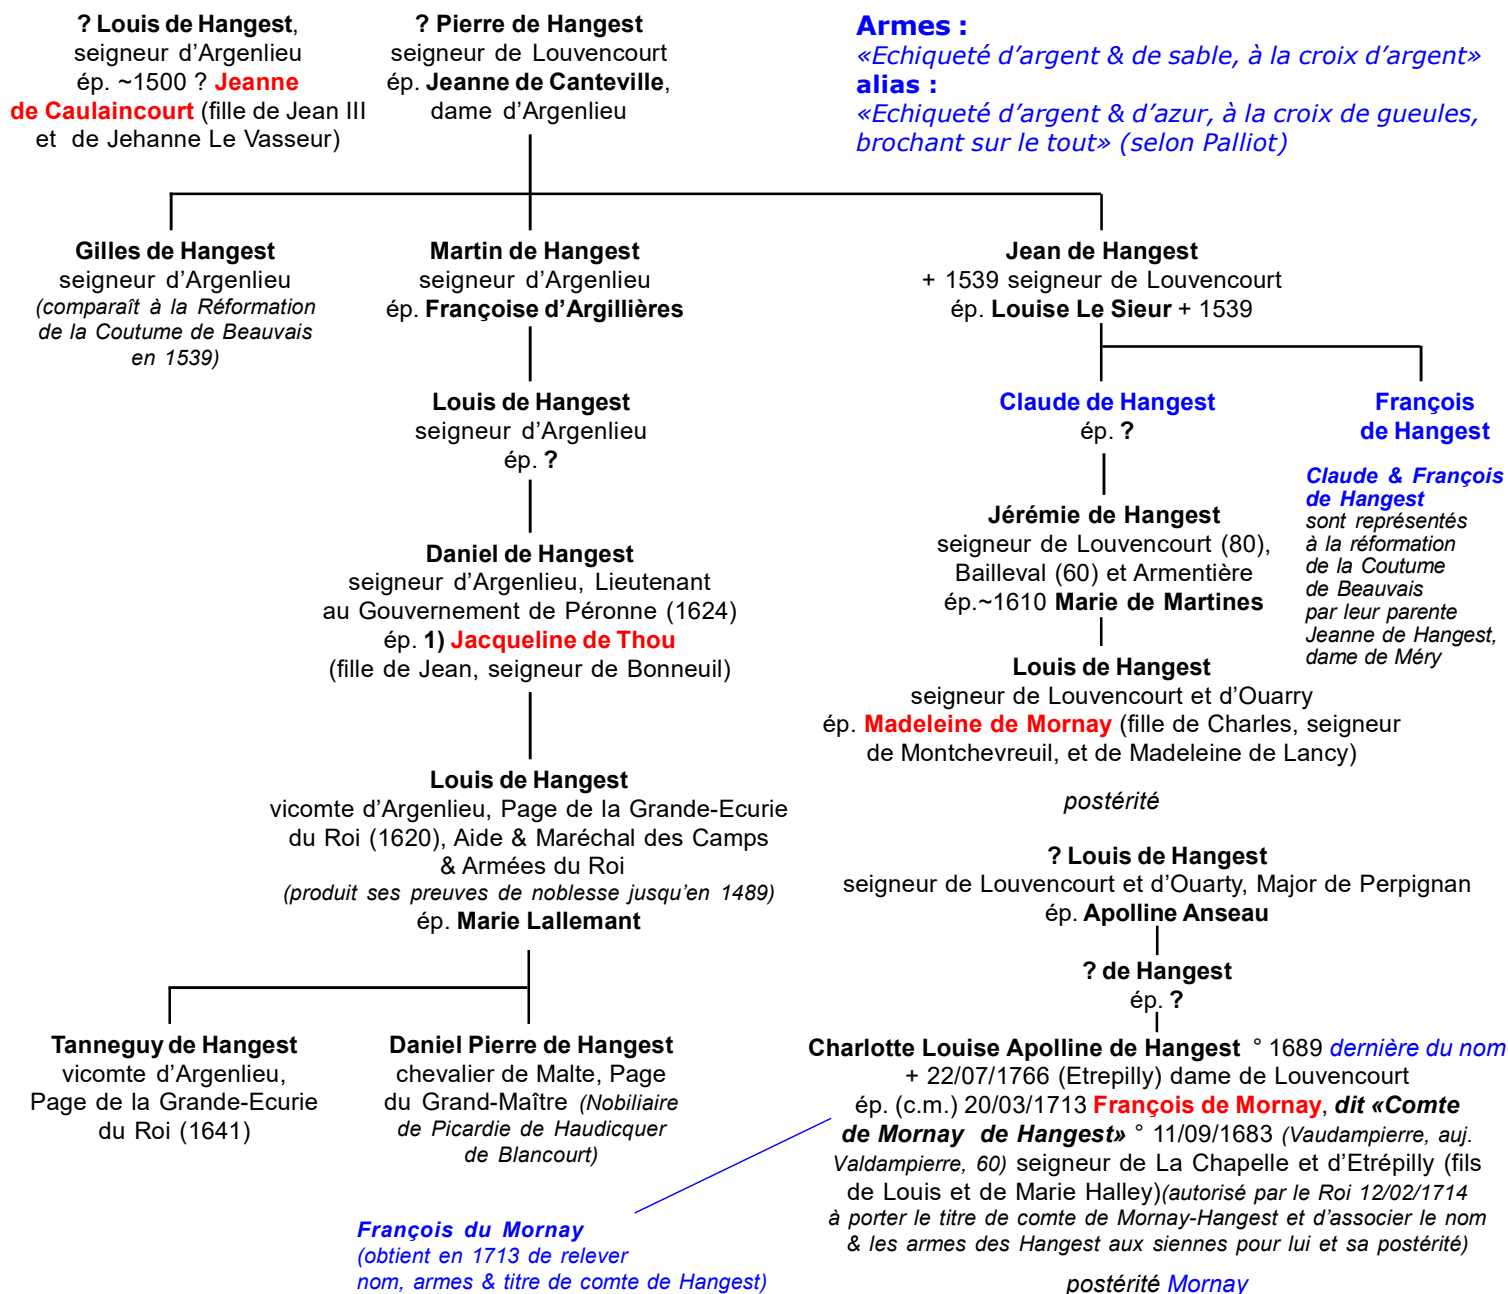 ? Louis de Hangest,
seigneur d’Argenlieu
ép. ~1500 ? Jeanne
de Caulaincourt (fille de Jean III
et de Jehanne Le Vasseur)
? Pierre de Hangest
seigneur de Louvencourt
ép. Jeanne de Canteville,
dame d’Argenlieu
Armes :
«Echiqueté d’argent & de sable, à la croix d’argent»
alias :
«Echiqueté d’argent & d’azur, à la croix de gueules,
brochant sur le tout» (selon Palliot)
Gilles de Hangest
seigneur d’Argenlieu
(comparaît à la Réformation
de la Coutume de Beauvais
en 1539)
Martin de Hangest
seigneur d’Argenlieu
ép. Françoise d’Argillières
Jean de Hangest
+ 1539 seigneur de Louvencourt
ép. Louise Le Sieur + 1539
Louis de Hangest
seigneur d’Argenlieu
ép. ?
Claude de Hangest
ép. ?
François
de Hangest
Claude & François
de Hangest
sont représentés
à la réformation
de la Coutume
de Beauvais
par leur parente
Jeanne de Hangest,
dame de Méry
Daniel de Hangest
seigneur d’Argenlieu, Lieutenant
au Gouvernement de Péronne (1624)
ép. 1) Jacqueline de Thou
(fille de Jean, seigneur de Bonneuil)
Jérémie de Hangest
seigneur de Louvencourt (80),
Bailleval (60) et Armentière
ép.~1610 Marie de Martines
Louis de Hangest
seigneur de Louvencourt et d’Ouarry
ép. Madeleine de Mornay (fille de Charles, seigneur
de Montchevreuil, et de Madeleine de Lancy)
postérité
Louis de Hangest
vicomte d’Argenlieu, Page de la Grande-Ecurie
du Roi (1620), Aide & Maréchal des Camps
& Armées du Roi
(produit ses preuves de noblesse jusqu’en 1489)
ép. Marie Lallemant
? Louis de Hangest
seigneur de Louvencourt et d’Ouarty, Major de Perpignan
ép. Apolline Anseau
? de Hangest
ép. ?
Tanneguy de Hangest
vicomte d’Argenlieu,
Page de la Grande-Ecurie
du Roi (1641)
Daniel Pierre de Hangest
chevalier de Malte, Page
du Grand-Maître (Nobiliaire
de Picardie de Haudicquer
de Blancourt)
Charlotte Louise Apolline de Hangest ° 1689 dernière du nom
+ 22/07/1766 (Etrepilly) dame de Louvencourt
ép. (c.m.) 20/03/1713 François de Mornay, dit «Comte
de Mornay de Hangest» ° 11/09/1683 (Vaudampierre, auj.
Valdampierre, 60) seigneur de La Chapelle et d’Etrépilly (fils
de Louis et de Marie Halley)(autorisé par le Roi 12/02/1714
à porter le titre de comte de Mornay-Hangest et d’associer le nom
& les armes des Hangest aux siennes pour lui et sa postérité)
François du Mornay
(obtient en 1713 de relever
nom, armes & titre de comte de Hangest)
postérité Mornay